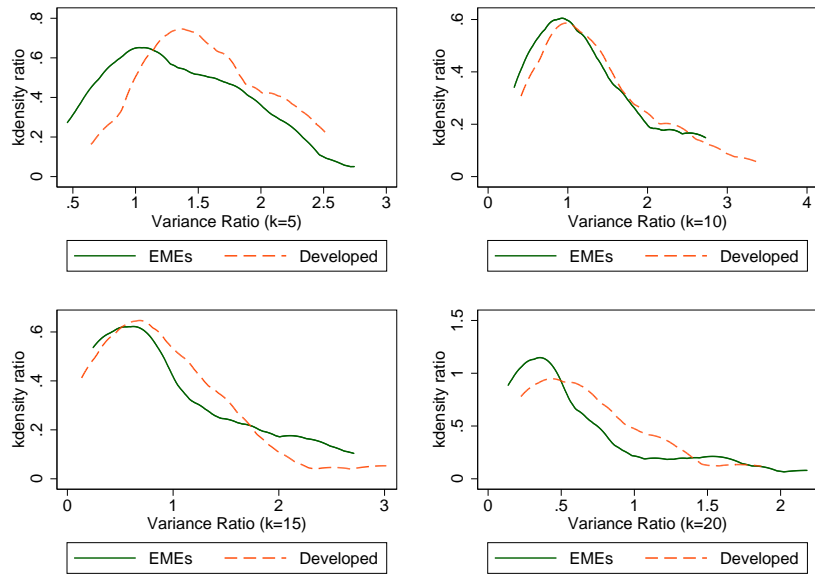 kdensity ratio
0 .2 .4 .6 .8
.5 1 1.5 2 2.5 3
Variance Ratio (k=5)
EMEs Developed
kdensity ratio
0 .2 .4 .6
0 1 2 3 4
Variance Ratio (k=10)
EMEs Developed
kdensity ratio
0 .2 .4 .6
0 1 2 3
Variance Ratio (k=15)
EMEs Developed
kdensity ratio
0 .5 1 1.5
0 .5 1 1.5 2
Variance Ratio (k=20)
EMEs Developed